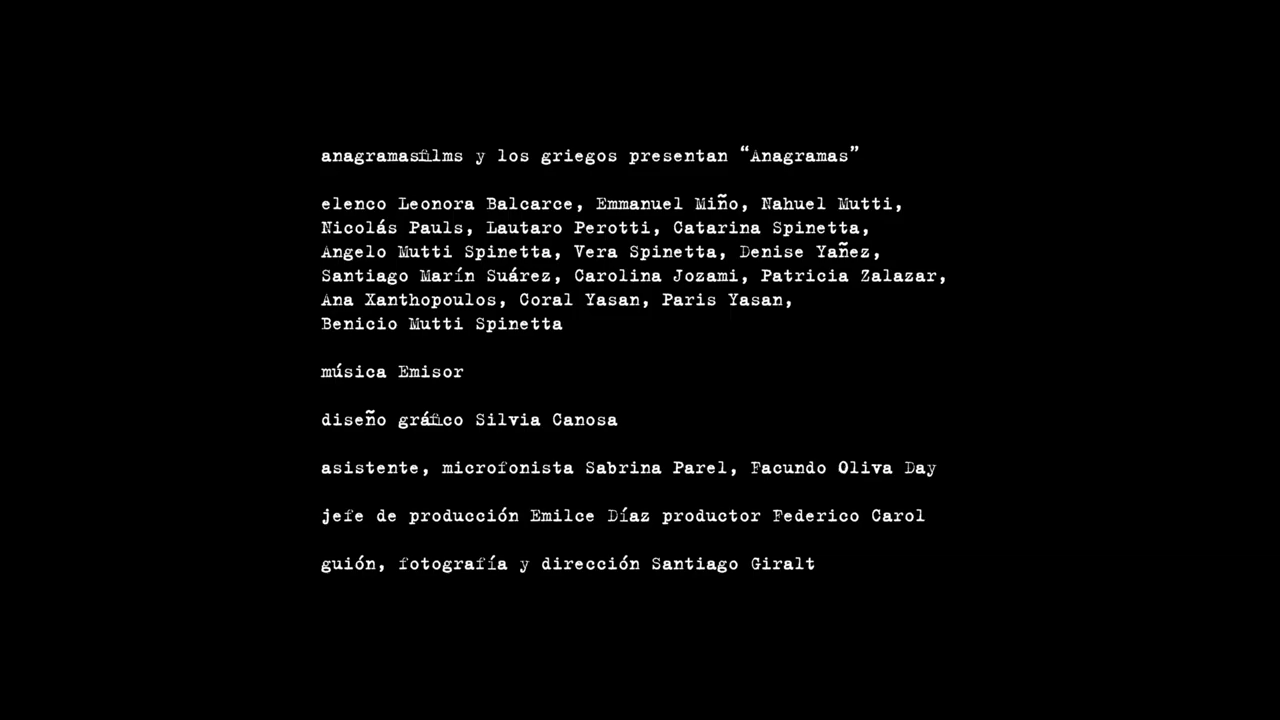 anagramasfilms y los griegos presentan “Anagramas”
elenco Leonora Balcarce, Emmanuel Miño, Nahuel Mutti,
Nicolás Pauls, Lautaro Perotti, Catarina Spinetta,
Angelo Mutti Spinetta, Vera Spinetta, Denise Yañez,
Santiago Marín Suárez, Carolina Jozami, Patricia Zalazar,
Ana Xanthopoulos, Coral Yasan, Paris Yasan,
Benicio Mutti Spinetta
música Emisor
diseño gráfico Silvia Canosa
asistente, microfonista Sabrina Parel, Facundo Oliva Day
jefe de producción Emilce Díaz productor Federico Carol
guión, fotografía y dirección Santiago Giralt